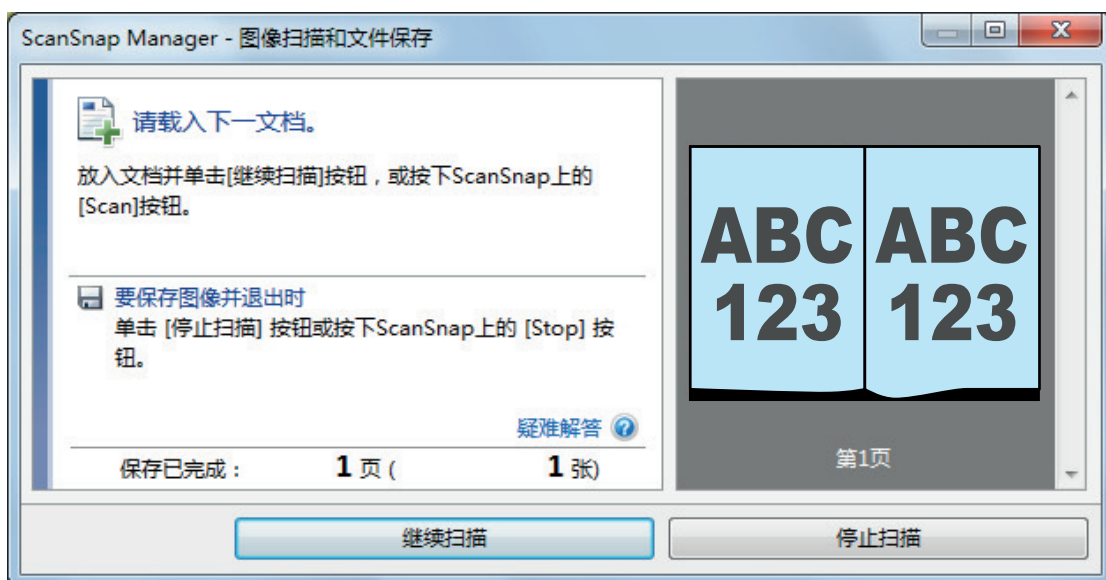 ScanSnap Manager - 图像扫描和文件保存
请载入下一文档。
放入文档并单击[继续扫描]按钮，或按下ScanSnap上的
[Scan]按钮。
要保存图像并退出时
单击 [停止扫描] 按钮或按下ScanSnap上的 [Stop] 按
钮。
疑难解答
保存已完成： 1 页 ( 1 张)
ABC ABC
123 123
第1页
继续扫描 停止扫描